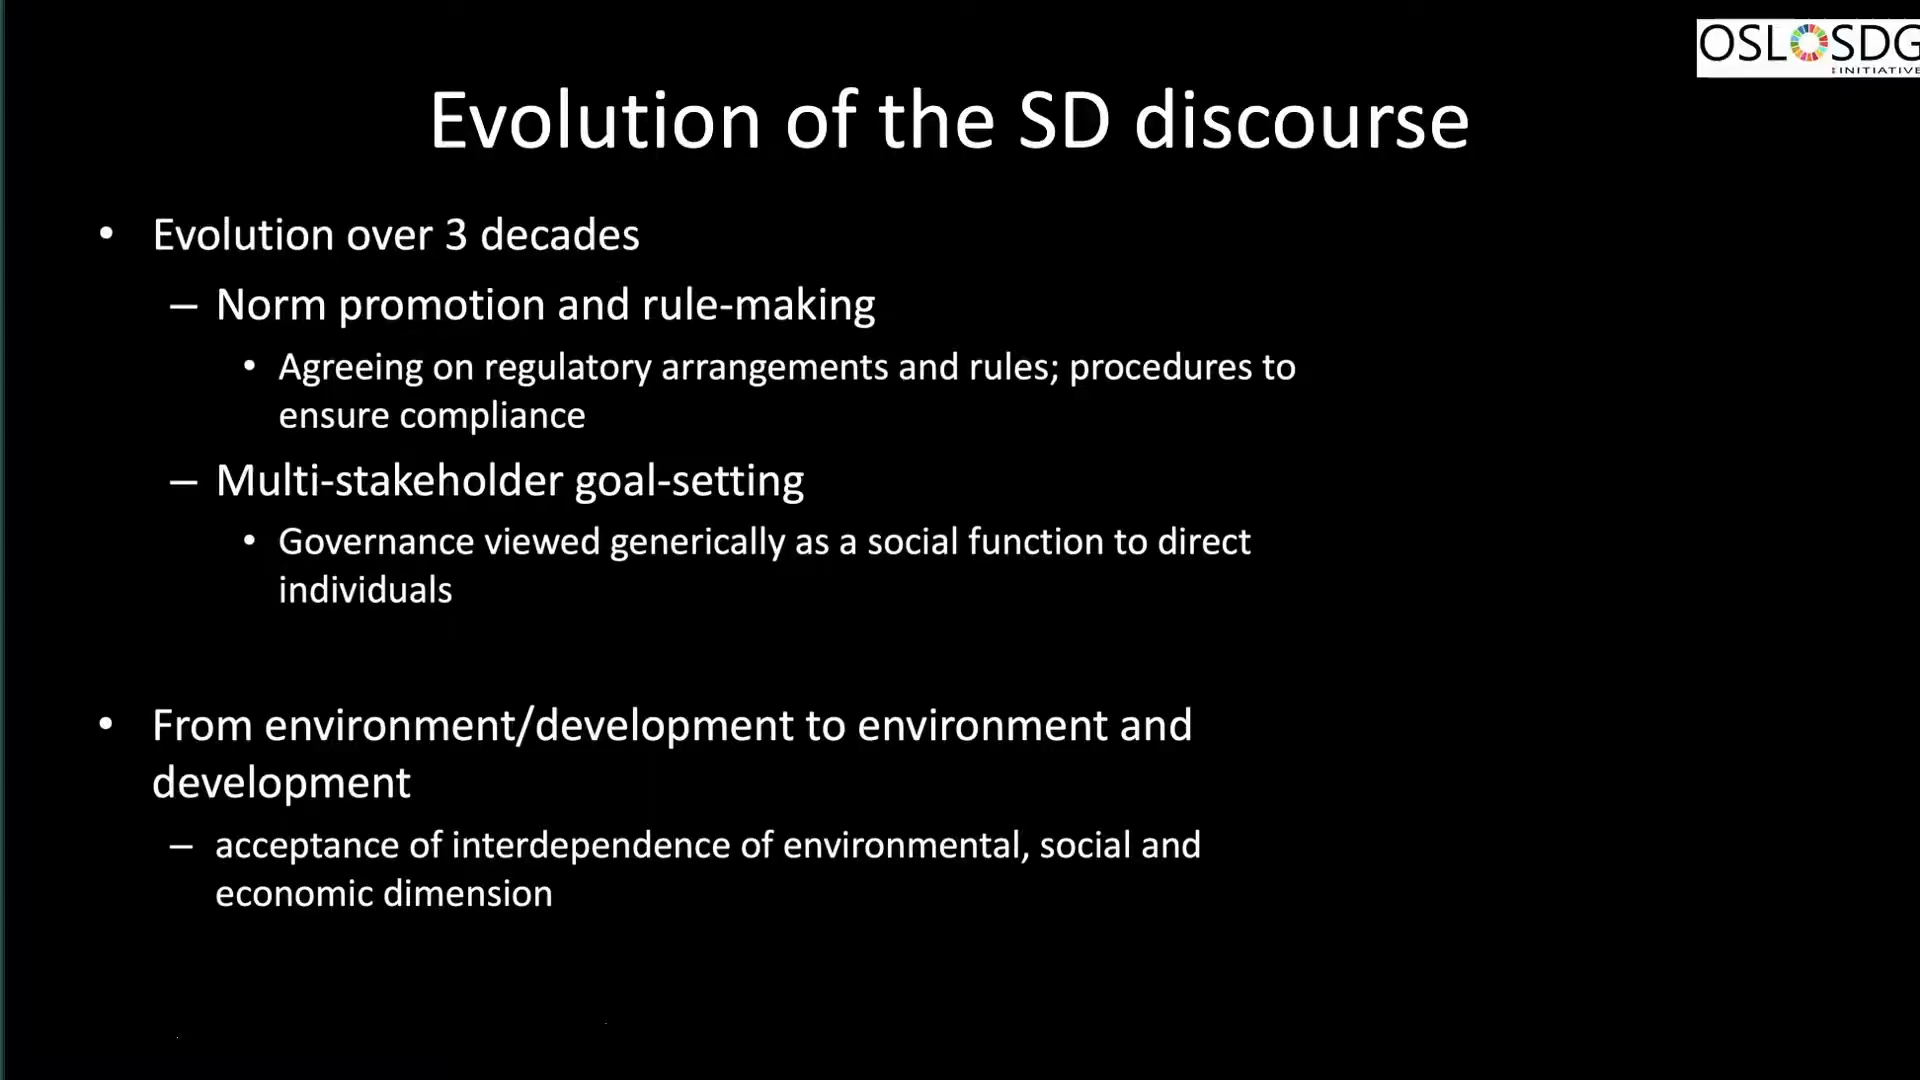 OSLOSDG
:INITIATIVE
Evolution of the SD discourse
• Evolution over 3 decades
– Norm promotion and rule-making
• Agreeing on regulatory arrangements and rules; procedures to
ensure compliance
– Multi-stakeholder goal-setting
• Governance viewed generically as a social function to direct
individuals
• From environment/development to environment and
development
– acceptance of interdependence of environmental, social and
economic dimension